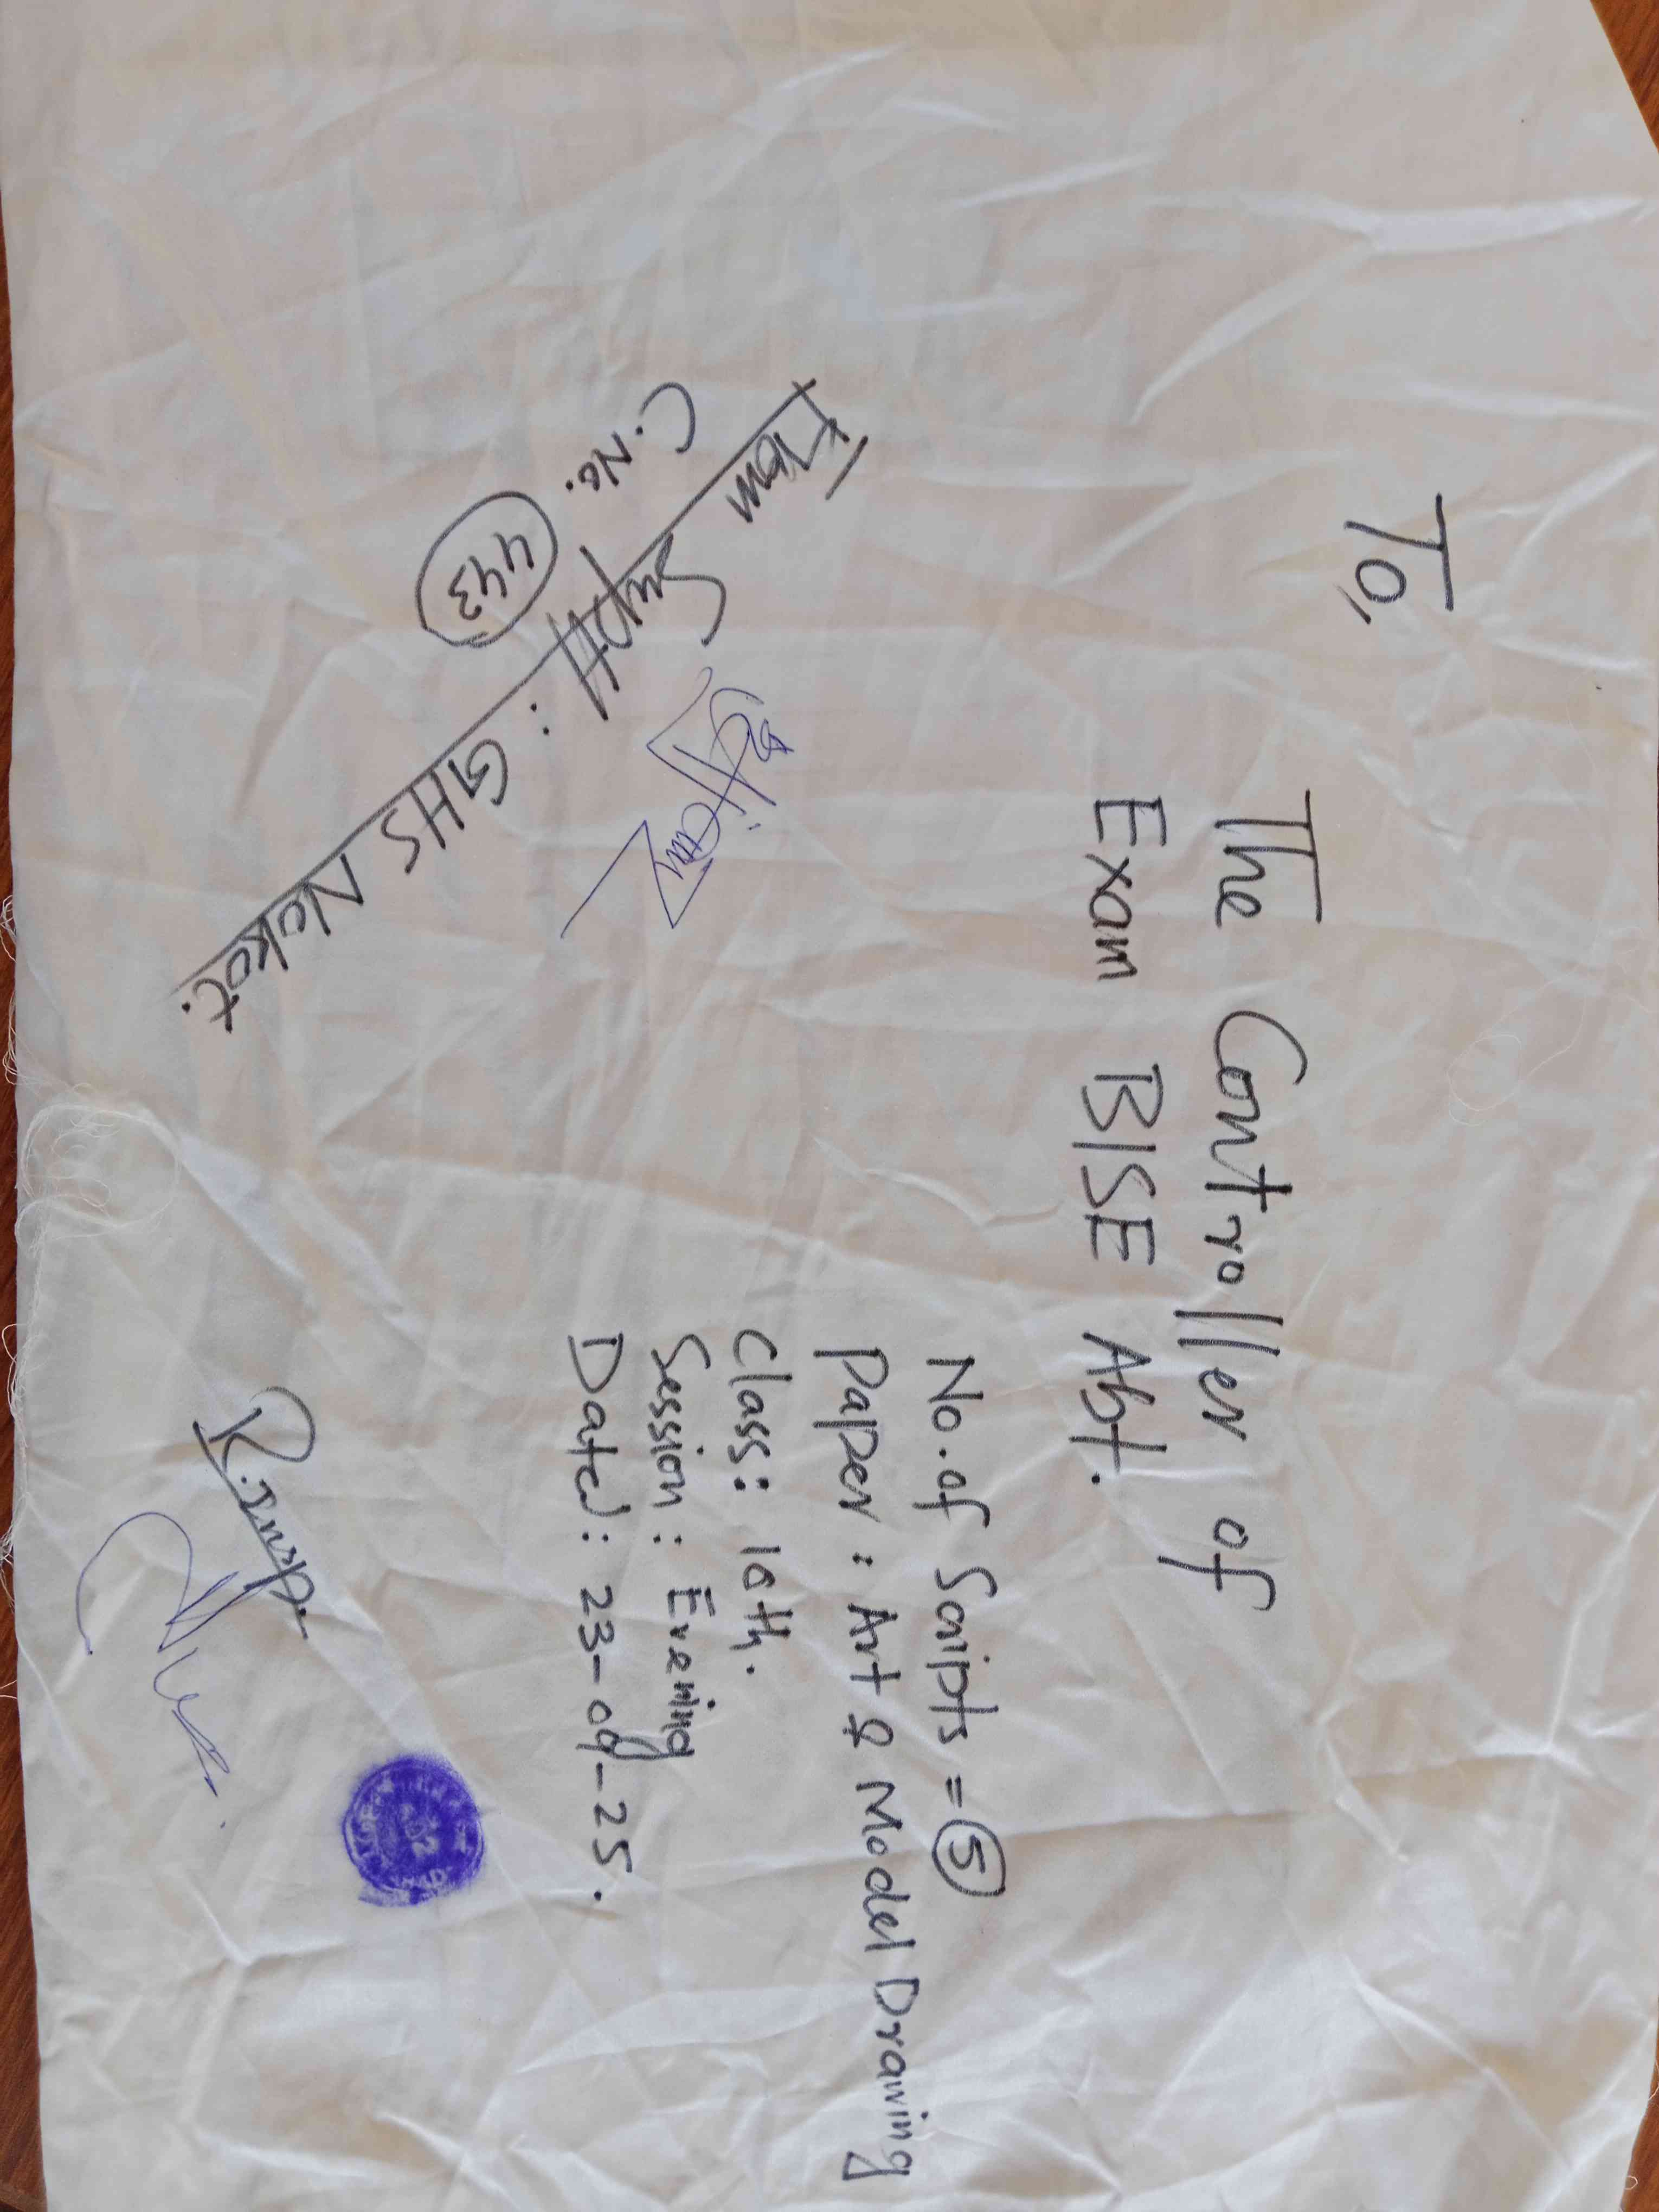 To,
The Controller of
Exam BISE Abt.
No. of Scripts = 5
Paper : Art & Model Drawing
Class: 10th.
Session : Evening
Dated: 23-09-25.
From
Supdt : GHS Nokot.
C.No. 443
R.Inspt.